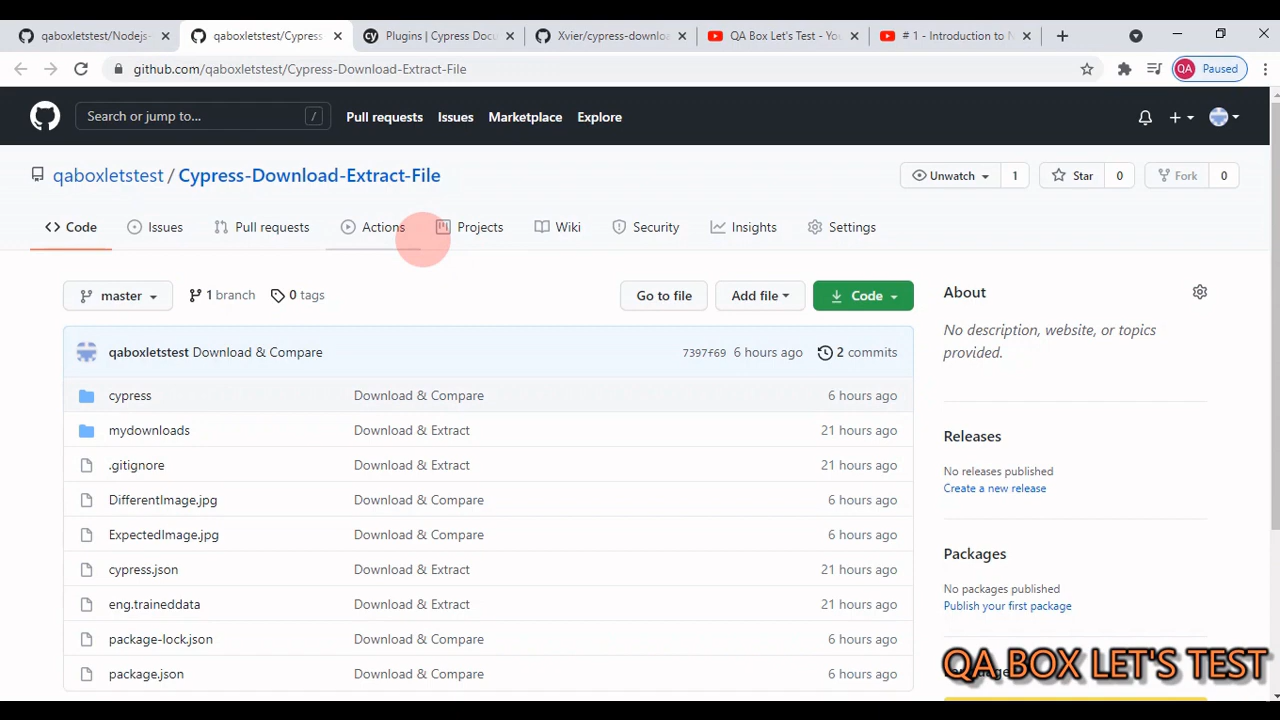 qaboxletstest/Nodejs-
qaboxletstest/Cypress
Plugins | Cypress Docu
Xvier/cypress-downloa
QA Box Let's Test - You
# 1 - Introduction to N
github.com/qaboxletstest/Cypress-Download-Extract-File
QA Paused
Search or jump to... /
Pull requests Issues Marketplace Explore
qaboxletstest / Cypress-Download-Extract-File
Unwatch 1 Star 0 Fork 0
Code Issues Pull requests Actions Projects Wiki Security Insights Settings
master 1 branch 0 tags Go to file Add file Code
qaboxletstest Download & Compare 7397f69 6 hours ago 2 commits
cypress Download & Compare 6 hours ago
mydownloads Download & Extract 21 hours ago
.gitignore Download & Extract 21 hours ago
DifferentImage.jpg Download & Compare 6 hours ago
ExpectedImage.jpg Download & Compare 6 hours ago
cypress.json Download & Extract 21 hours ago
eng.traineddata Download & Extract 21 hours ago
package-lock.json Download & Compare 6 hours ago
package.json Download & Compare 6 hours ago
About
No description, website, or topics
provided.
Releases
No releases published
Create a new release
Packages
No packages published
Publish your first package
QA BOX LET'S TEST